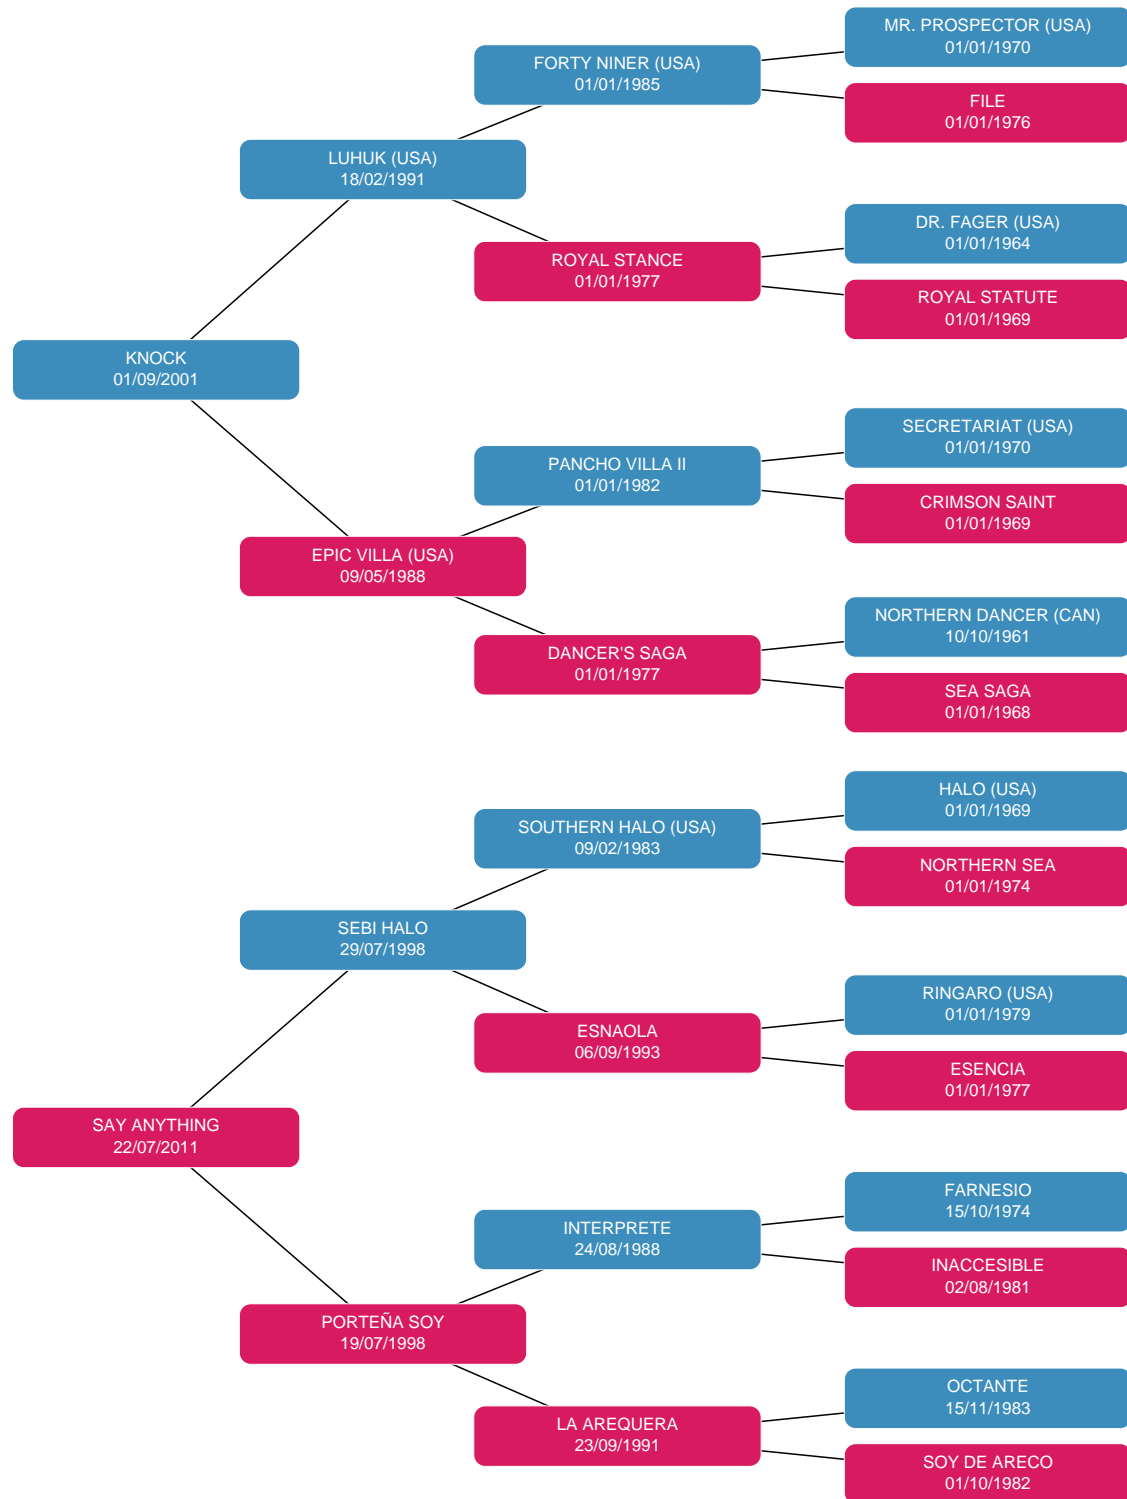 MR. PROSPECTOR (USA)
01/01/1970
FORTY NINER (USA)
01/01/1985
FILE
01/01/1976
LUHUK (USA)
18/02/1991
DR. FAGER (USA)
01/01/1964
ROYAL STANCE
01/01/1977
ROYAL STATUTE
01/01/1969
KNOCK
01/09/2001
SECRETARIAT (USA)
01/01/1970
PANCHO VILLA II
01/01/1982
CRIMSON SAINT
01/01/1969
EPIC VILLA (USA)
09/05/1988
NORTHERN DANCER (CAN)
10/10/1961
DANCER'S SAGA
01/01/1977
SEA SAGA
01/01/1968
HALO (USA)
01/01/1969
SOUTHERN HALO (USA)
09/02/1983
NORTHERN SEA
01/01/1974
SEBI HALO
29/07/1998
RINGARO (USA)
01/01/1979
ESNAOLA
06/09/1993
ESENCIA
01/01/1977
SAY ANYTHING
22/07/2011
FARNESIO
15/10/1974
INTERPRETE
24/08/1988
INACCESIBLE
02/08/1981
PORTEÑA SOY
19/07/1998
OCTANTE
15/11/1983
LA AREQUERA
23/09/1991
SOY DE ARECO
01/10/1982